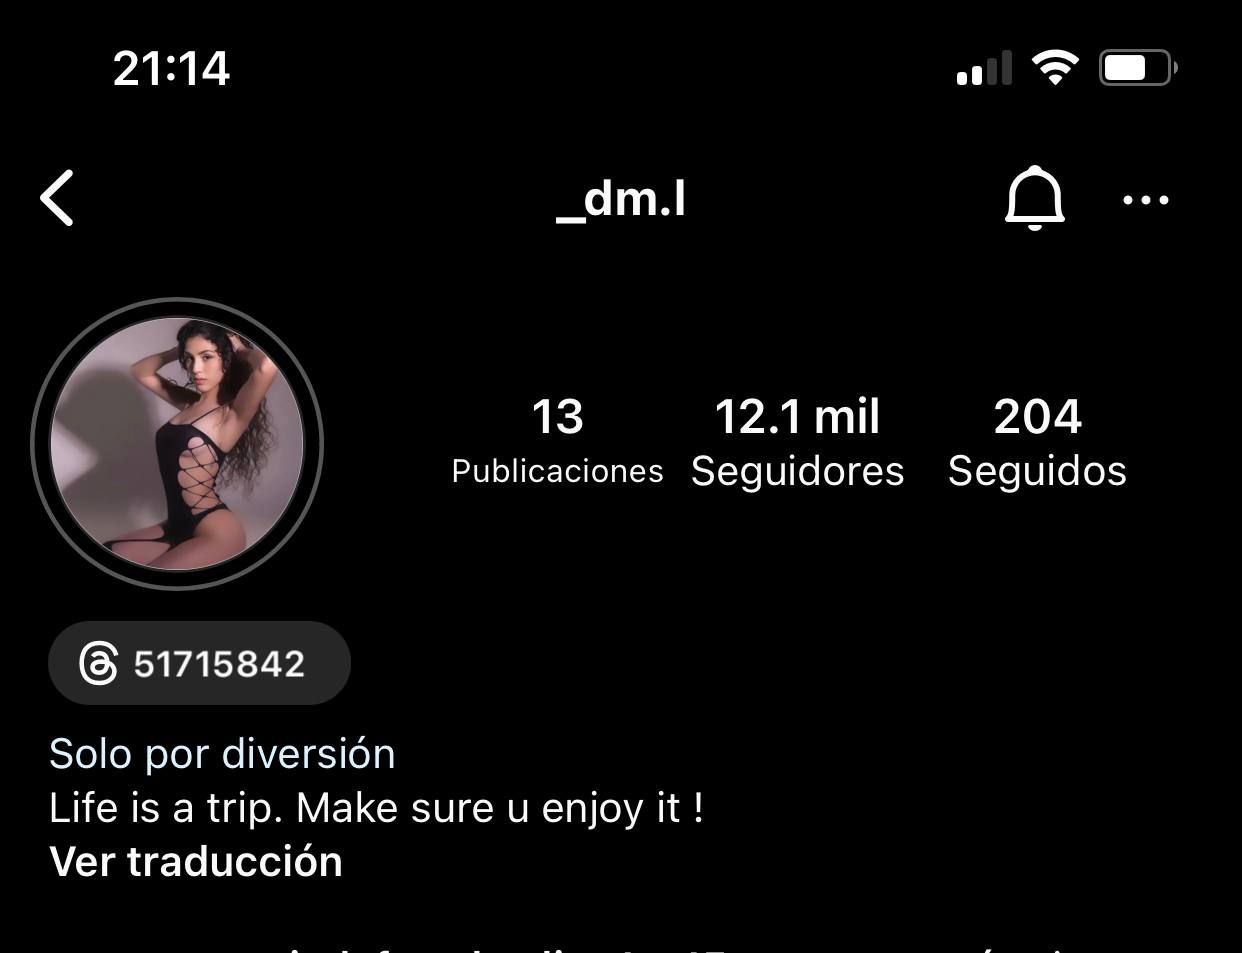 21:14
_dm.l
13
Publicaciones
12.1 mil
Seguidores
204
Seguidos
51715842
Solo por diversión
Life is a trip. Make sure u enjoy it !
Ver traducción